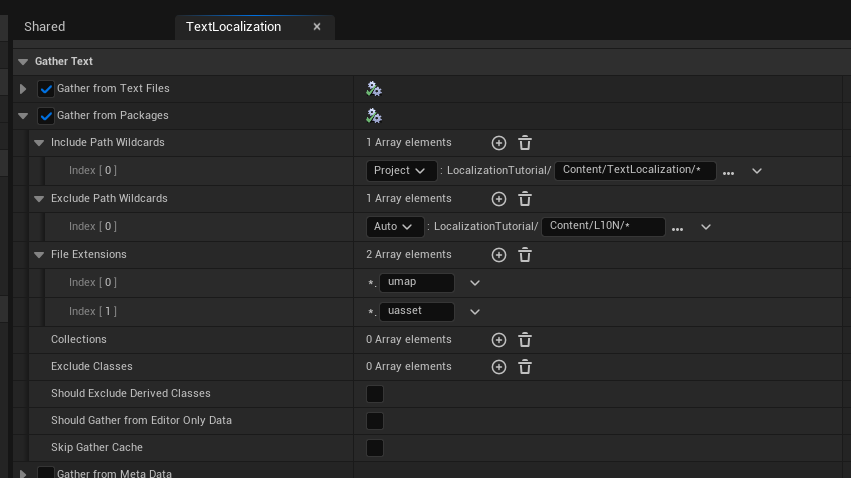 Shared TextLocalization ×
Gather Text
Gather from Text Files
Gather from Packages
Include Path Wildcards 1 Array elements
Index [ 0 ] Project : LocalizationTutorial/ Content/TextLocalization/* ...
Exclude Path Wildcards 1 Array elements
Index [ 0 ] Auto : LocalizationTutorial/ Content/L10N/* ...
File Extensions 2 Array elements
Index [ 0 ] *. umap
Index [ 1 ] *. uasset
Collections 0 Array elements
Exclude Classes 0 Array elements
Should Exclude Derived Classes
Should Gather from Editor Only Data
Skip Gather Cache
Gather from Meta Data